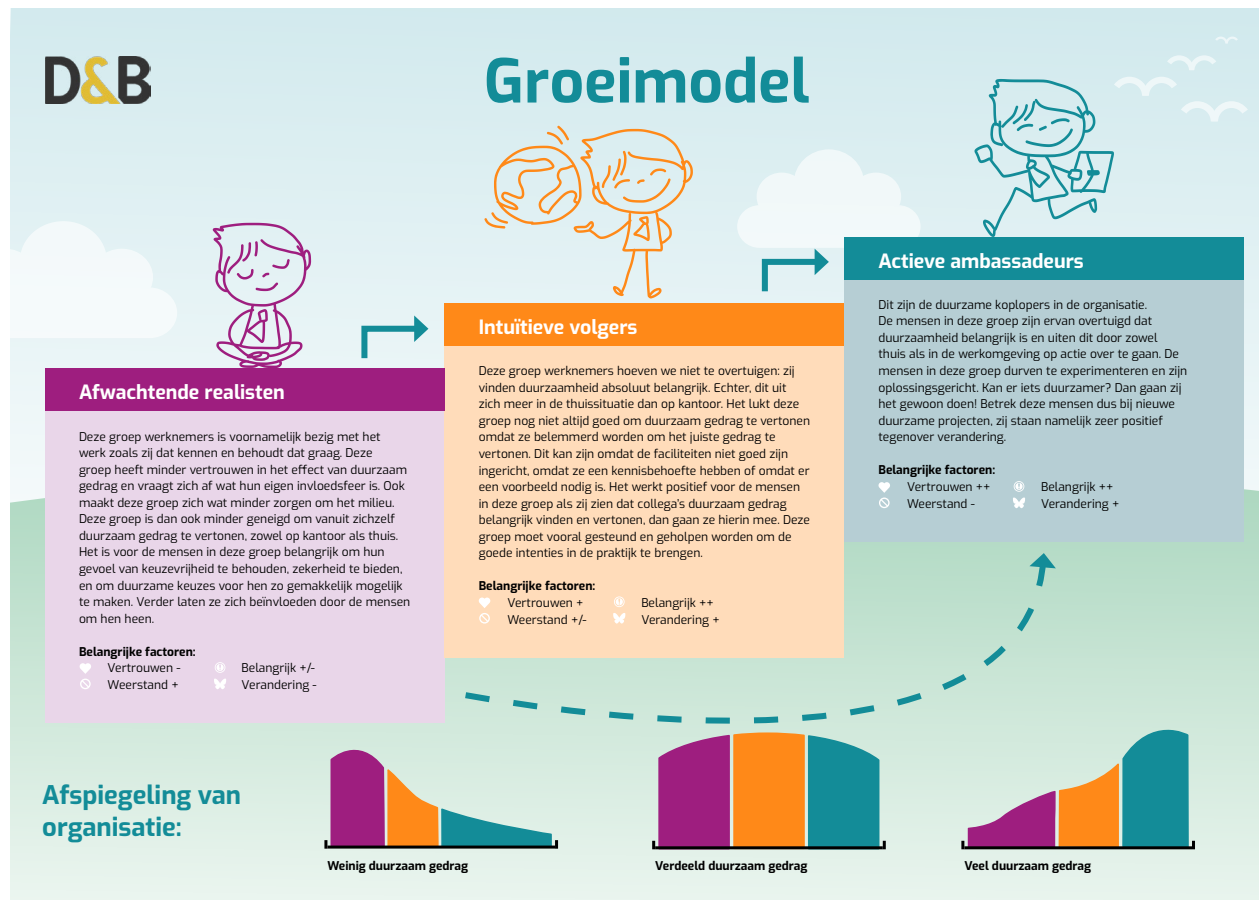 D&B
Groeimodel
Afwachtende realisten
Deze groep werknemers is voornamelijk bezig met het
werk zoals zij dat kennen en behoudt dat graag. Deze
groep heeft minder vertrouwen in het effect van duurzaam
gedrag en vraagt zich af wat hun eigen invloedsfeer is. Ook
maakt deze groep zich wat minder zorgen om het milieu.
Deze groep is dan ook minder geneigd om vanuit zichzelf
duurzaam gedrag te vertonen, zowel op kantoor als thuis.
Het is voor de mensen in deze groep belangrijk om hun
gevoel van keuzevrijheid te behouden, zekerheid te bieden,
en om duurzame keuzes voor hen zo gemakkelijk mogelijk
te maken. Verder laten ze zich beïnvloeden door de mensen
om hen heen.
Belangrijke factoren:
Vertrouwen - Belangrijk +/-
Weerstand + Verandering -
Intuïtieve volgers
Deze groep werknemers hoeven we niet te overtuigen: zij
vinden duurzaamheid absoluut belangrijk. Echter, dit uit
zich meer in de thuissituatie dan op kantoor. Het lukt deze
groep nog niet altijd goed om duurzaam gedrag te vertonen
omdat ze belemmerd worden om het juiste gedrag te
vertonen. Dit kan zijn omdat de faciliteiten niet goed zijn
ingericht, omdat ze een kennisbehoefte hebben of omdat er
een voorbeeld nodig is. Het werkt positief voor de mensen
in deze groep als zij zien dat collega's duurzaam gedrag
belangrijk vinden en vertonen, dan gaan ze hierin mee. Deze
groep moet vooral gesteund en geholpen worden om de
goede intenties in de praktijk te brengen.
Belangrijke factoren:
Vertrouwen + Belangrijk ++
Weerstand +/- Verandering +
Actieve ambassadeurs
Dit zijn de duurzame koplopers in de organisatie.
De mensen in deze groep zijn ervan overtuigd dat
duurzaamheid belangrijk is en uiten dit door zowel
thuis als in de werkomgeving op actie over te gaan. De
mensen in deze groep durven te experimenteren en zijn
oplossingsgericht. Kan er iets duurzamer? Dan gaan zij
het gewoon doen! Betrek deze mensen dus bij nieuwe
duurzame projecten, zij staan namelijk zeer positief
tegenover verandering.
Belangrijke factoren:
Vertrouwen ++ Belangrijk ++
Weerstand - Verandering +
Afspiegeling van
organisatie:
Weinig duurzaam gedrag
Verdeeld duurzaam gedrag
Veel duurzaam gedrag